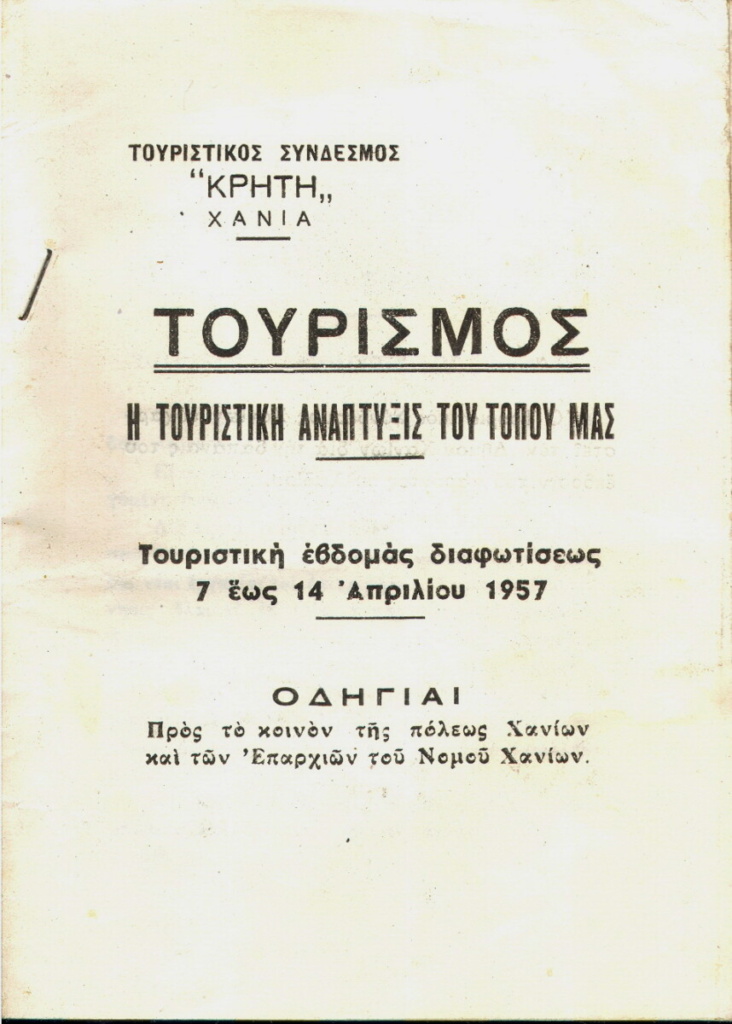 ΤΟΥΡΙΣΤΙΚΟΣ ΣΥΝΔΕΣΜΟΣ
“ΚΡΗΤΗ„
ΧΑΝΙΑ
ΤΟΥΡΙΣΜΟΣ
Η ΤΟΥΡΙΣΤΙΚΗ ΑΝΑΠΤΥΞΙΣ ΤΟΥ ΤΟΠΟΥ ΜΑΣ
Τουριστικὴ ἑβδομὰς διαφωτίσεως
7 ἕως 14 Ἀπριλίου 1957
ΟΔΗΓΙΑΙ
Πρὸς τὸ κοινὸν τῆς πόλεως Χανίων
καὶ τῶν Ἐπαρχιῶν τοῦ Νομοῦ Χανίων.